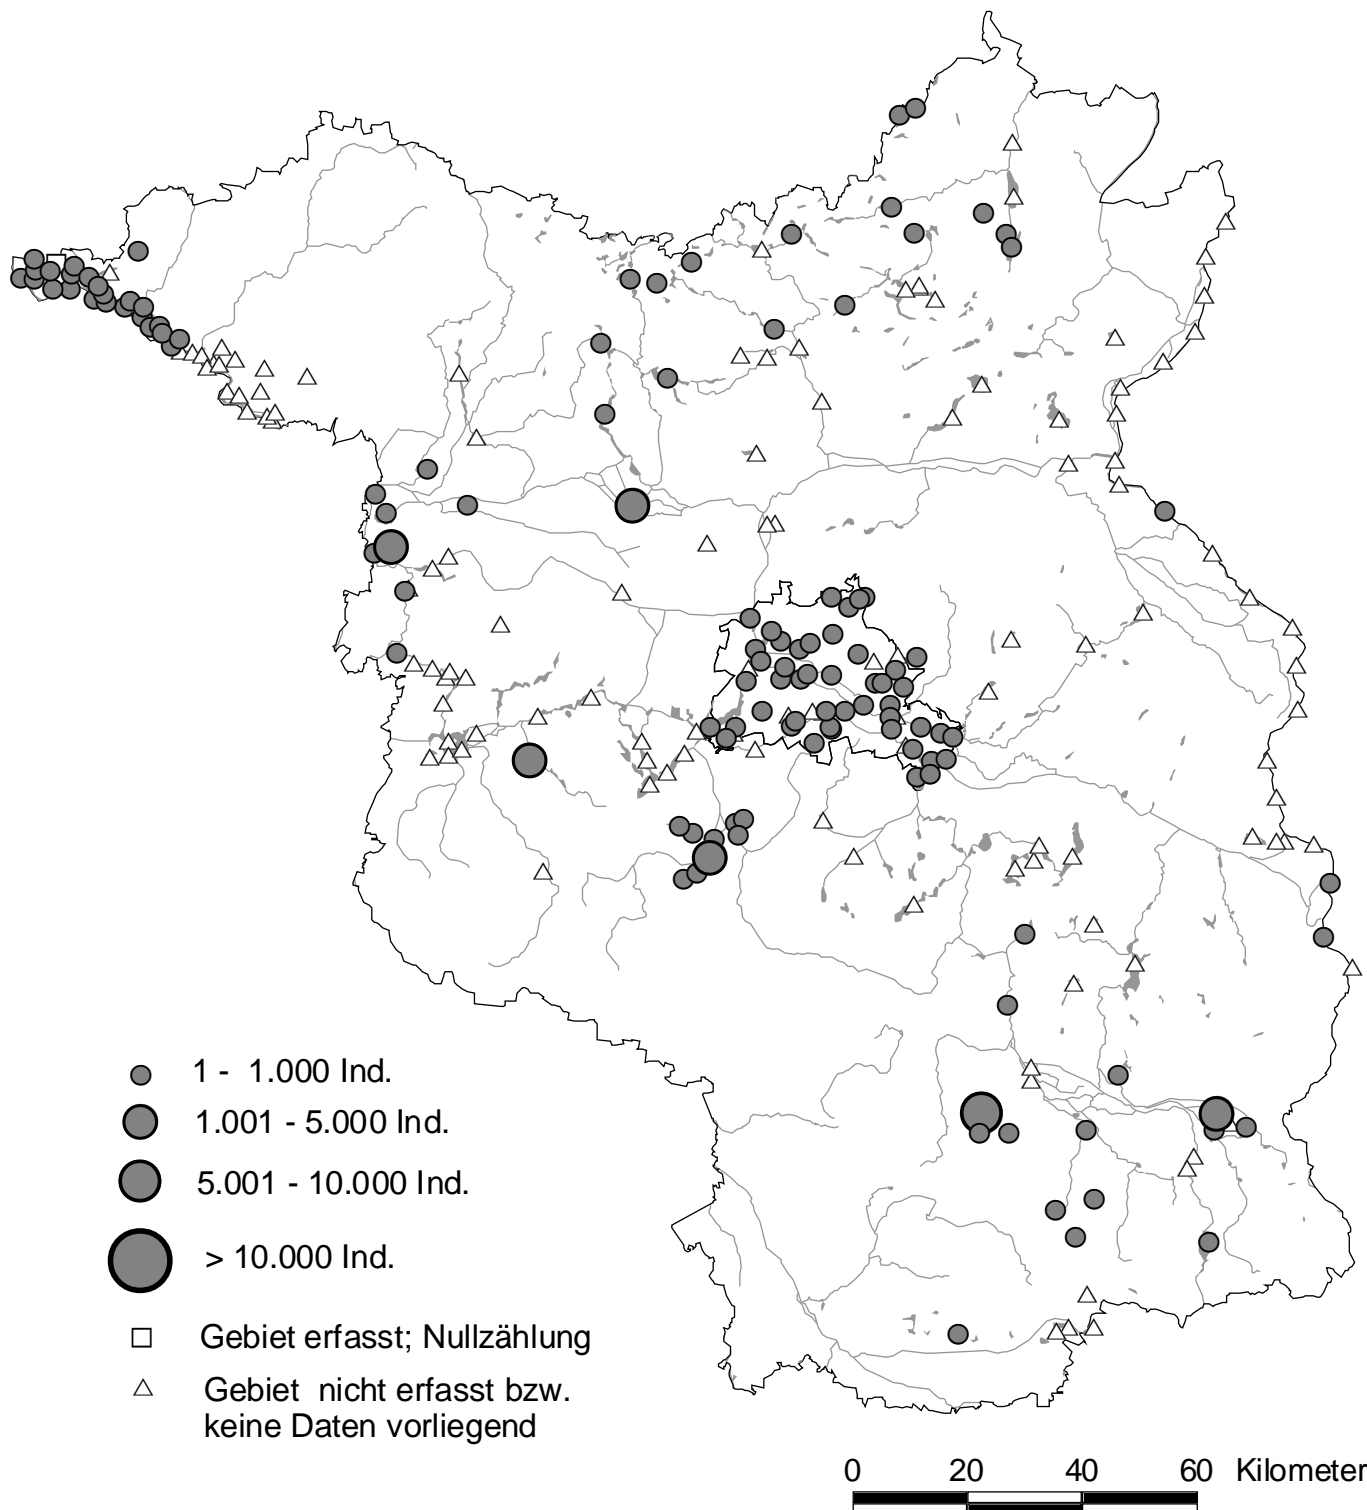 1 - 1.000 Ind.
1.001 - 5.000 Ind.
5.001 - 10.000 Ind.
> 10.000 Ind.
Gebiet erfasst; Nullzählung
Gebiet nicht erfasst bzw.
keine Daten vorliegend
0 20 40 60 Kilometer